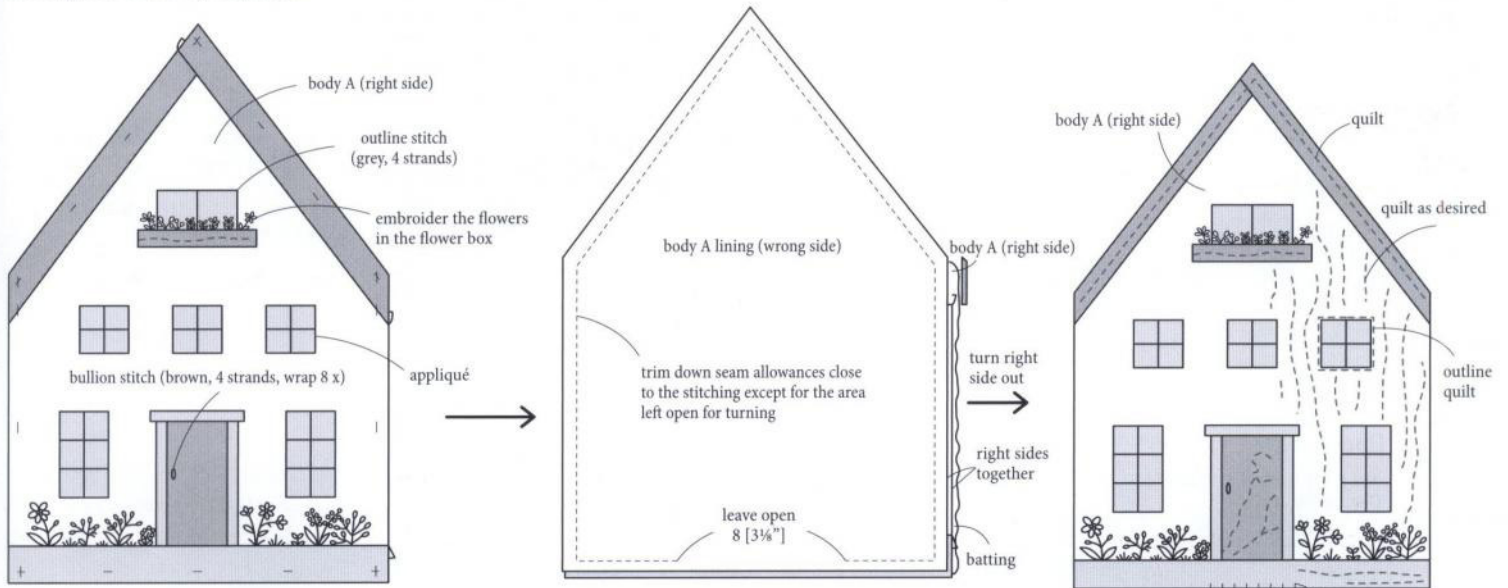 body A (right side)
outline stitch
(grey, 4 strands)
embroider the flowers
in the flower box
bullion stitch (brown, 4 strands, wrap 8 x)
appliqué
body A lining (wrong side)
body A (right side)
trim down seam allowances close
to the stitching except for the area
left open for turning
turn right
side out
right sides
together
leave open
8 [3⅛"]
batting
body A (right side)
quilt
quilt as desired
outline
quilt